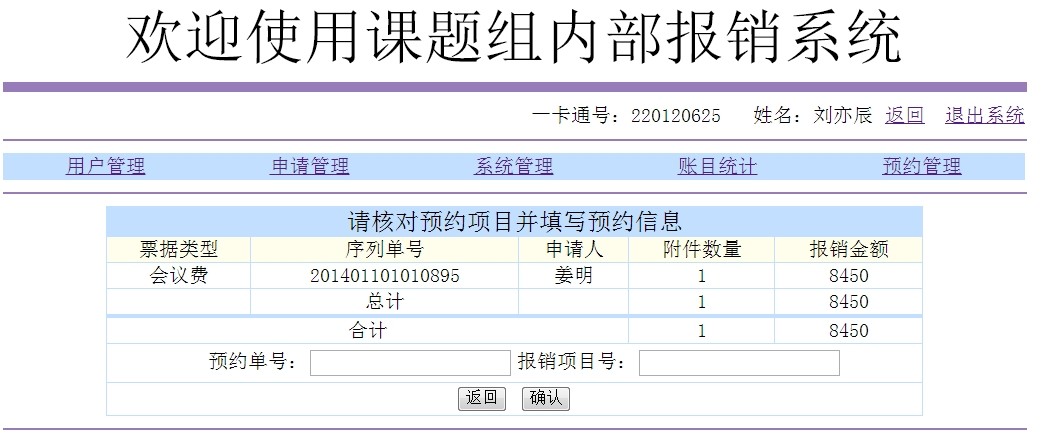 欢迎使用课题组内部报销系统
一卡通号：220120625 姓名：刘亦辰 返回 退出系统
用户管理 申请管理 系统管理 账目统计 预约管理
请核对预约项目并填写预约信息
票据类型 序列单号 申请人 附件数量 报销金额
会议费 201401101010895 姜明 1 8450
总计 1 8450
合计 1 8450
预约单号： 报销项目号：
返回 确认